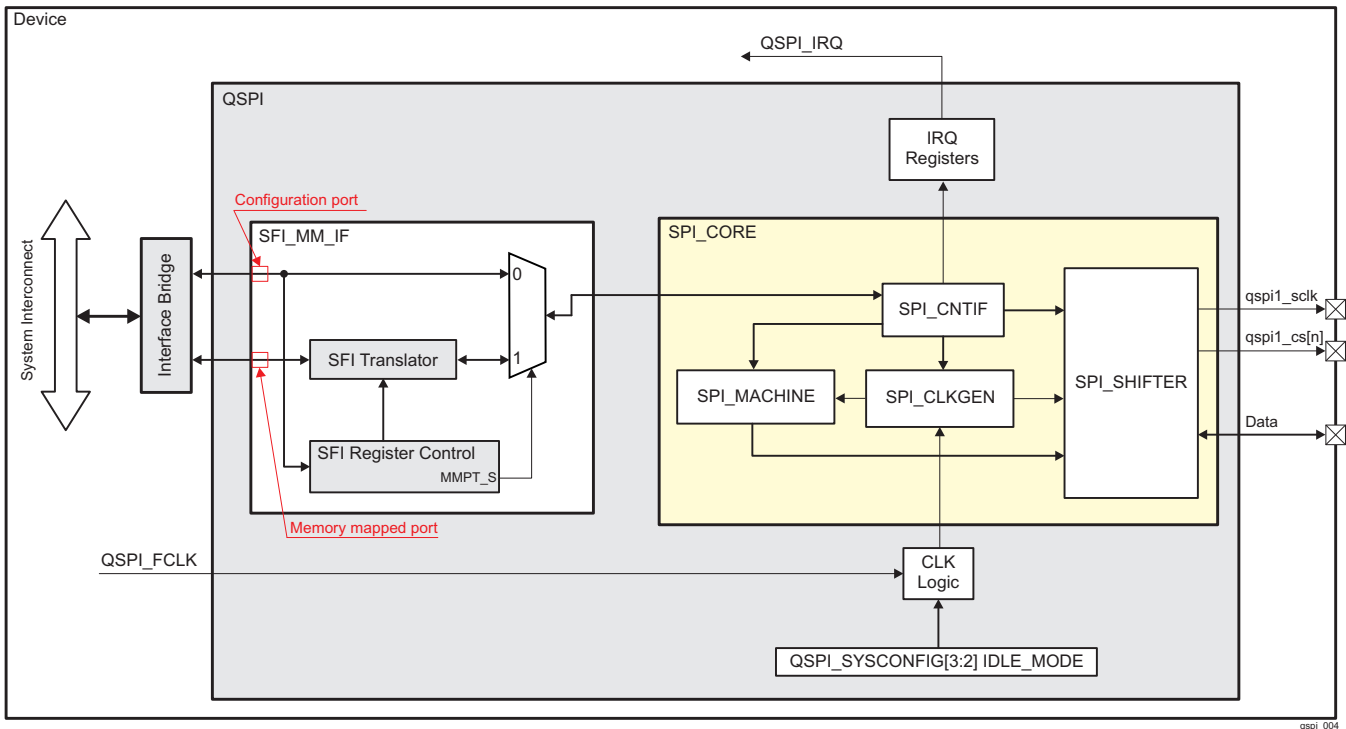 Device
QSPI_IRQ
QSPI
IRQ
Registers
Configuration port
SFI_MM_IF
SPI_CORE
System Interconnect
Interface Bridge
0
SPI_CNTIF
qspi1_sclk
qspi1_cs[n]
SFI Translator
1
SPI_MACHINE
SPI_CLKGEN
SPI_SHIFTER
Data
SFI Register Control
MMPT_S
Memory mapped port
QSPI_FCLK
CLK
Logic
QSPI_SYSCONFIG[3:2] IDLE_MODE
qspi_004